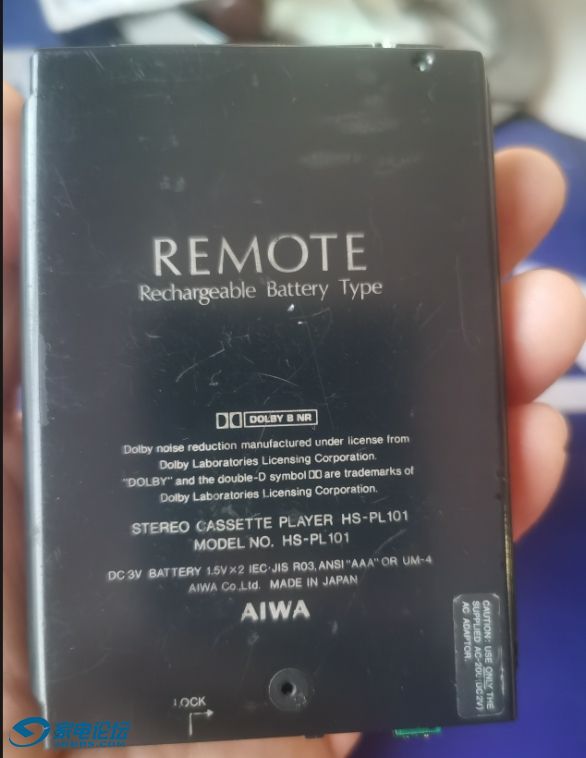 REMOTE
Rechargeable Battery Type
DOLBY B NR
Dolby noise reduction manufactured under license from
Dolby Laboratories Licensing Corporation.
"DOLBY" and the double-D symbol are trademarks of
Dolby Laboratories Licensing Corporation.
STEREO CASSETTE PLAYER HS-PL101
MODEL NO. HS-PL101
DC 3V BATTERY 1.5V×2 IEC·JIS R03, ANSI "AAA" OR UM-4
AIWA Co.,Ltd. MADE IN JAPAN
AIWA
CAUTION: USE ONLY THE
SUPPLIED AC-201 (DC2V)
AC ADAPTOR.
LOCK
家电论坛